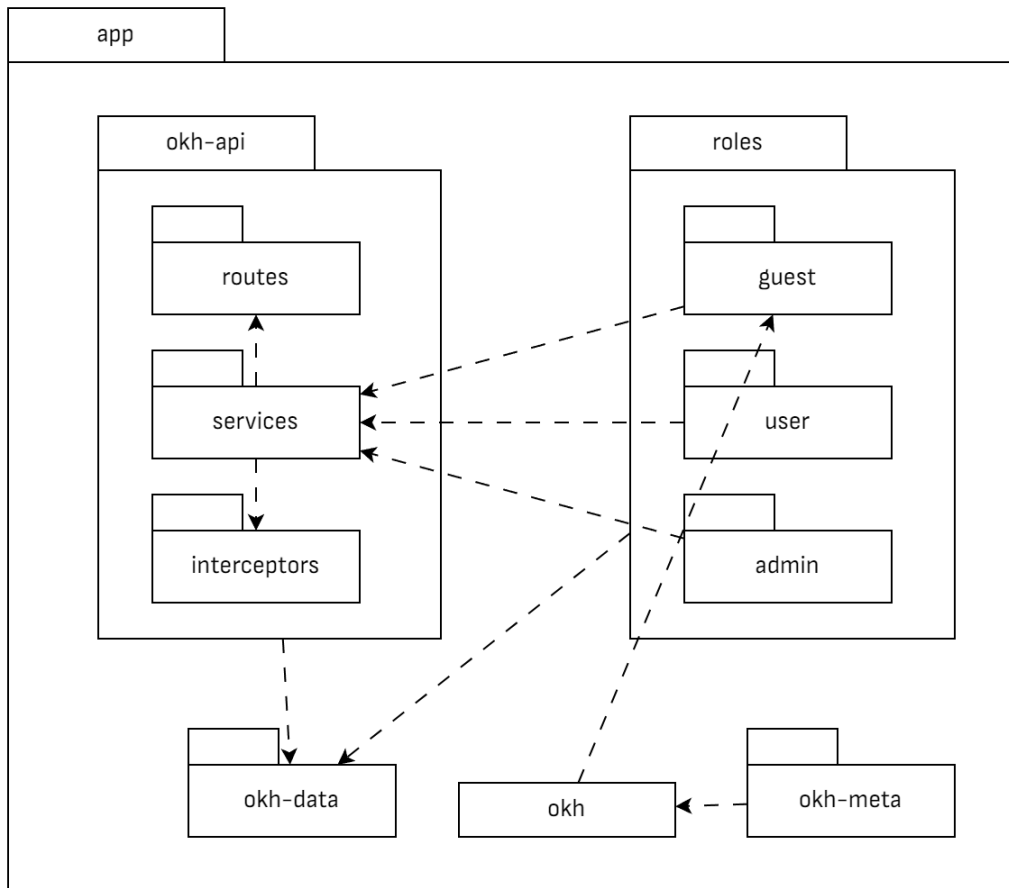 app
okh-api
roles
routes
guest
services
user
interceptors
admin
okh-data
okh
okh-meta